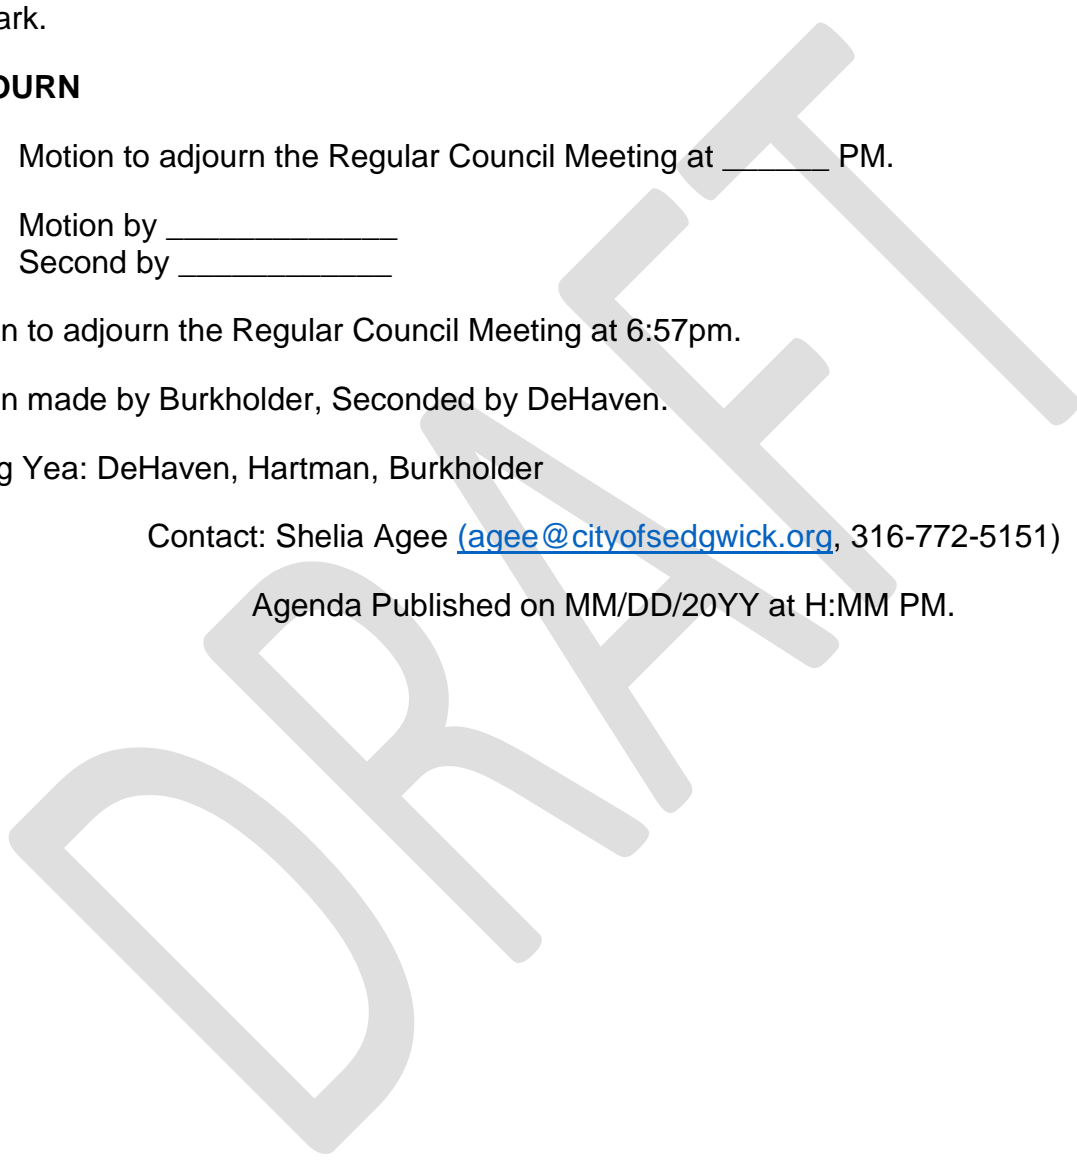 ark.
OURN
Motion to adjourn the Regular Council Meeting at ______ PM.
Motion by _____________
Second by ____________
n to adjourn the Regular Council Meeting at 6:57pm.
n made by Burkholder, Seconded by DeHaven.
g Yea: DeHaven, Hartman, Burkholder
Contact: Shelia Agee (agee@cityofsedgwick.org, 316-772-5151)
Agenda Published on MM/DD/20YY at H:MM PM.
DRAFT